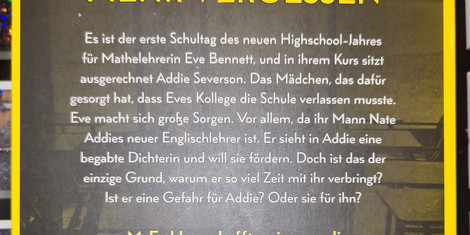 MEHR VERGESSEN
Es ist der erste Schultag des neuen Highschool-Jahres
für Mathelehrerin Eve Bennett, und in ihrem Kurs sitzt
ausgerechnet Addie Severson. Das Mädchen, das dafür
gesorgt hat, dass Eves Kollege die Schule verlassen musste.
Eve macht sich große Sorgen. Vor allem, da ihr Mann Nate
Addies neuer Englischlehrer ist. Er sieht in Addie eine
begabte Dichterin und will sie fördern. Doch ist das der
einzige Grund, warum er so viel Zeit mit ihr verbringt?
Ist er eine Gefahr für Addie? Oder sie für ihn?